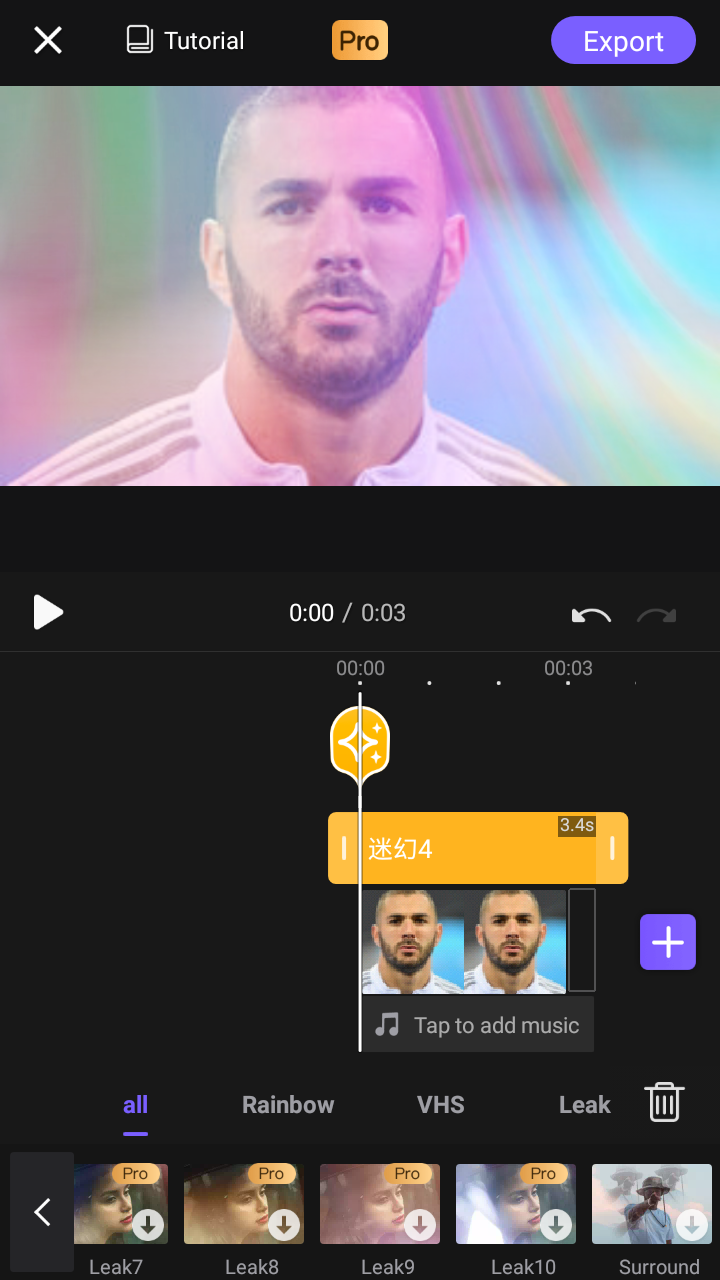 Tutorial
Pro
Export
0:00 / 0:03
00:00
00:03
3.4s
迷幻4
Tap to add music
all
Rainbow
VHS
Leak
Pro
Pro
Pro
Pro
Leak7
Leak8
Leak9
Leak10
Surround